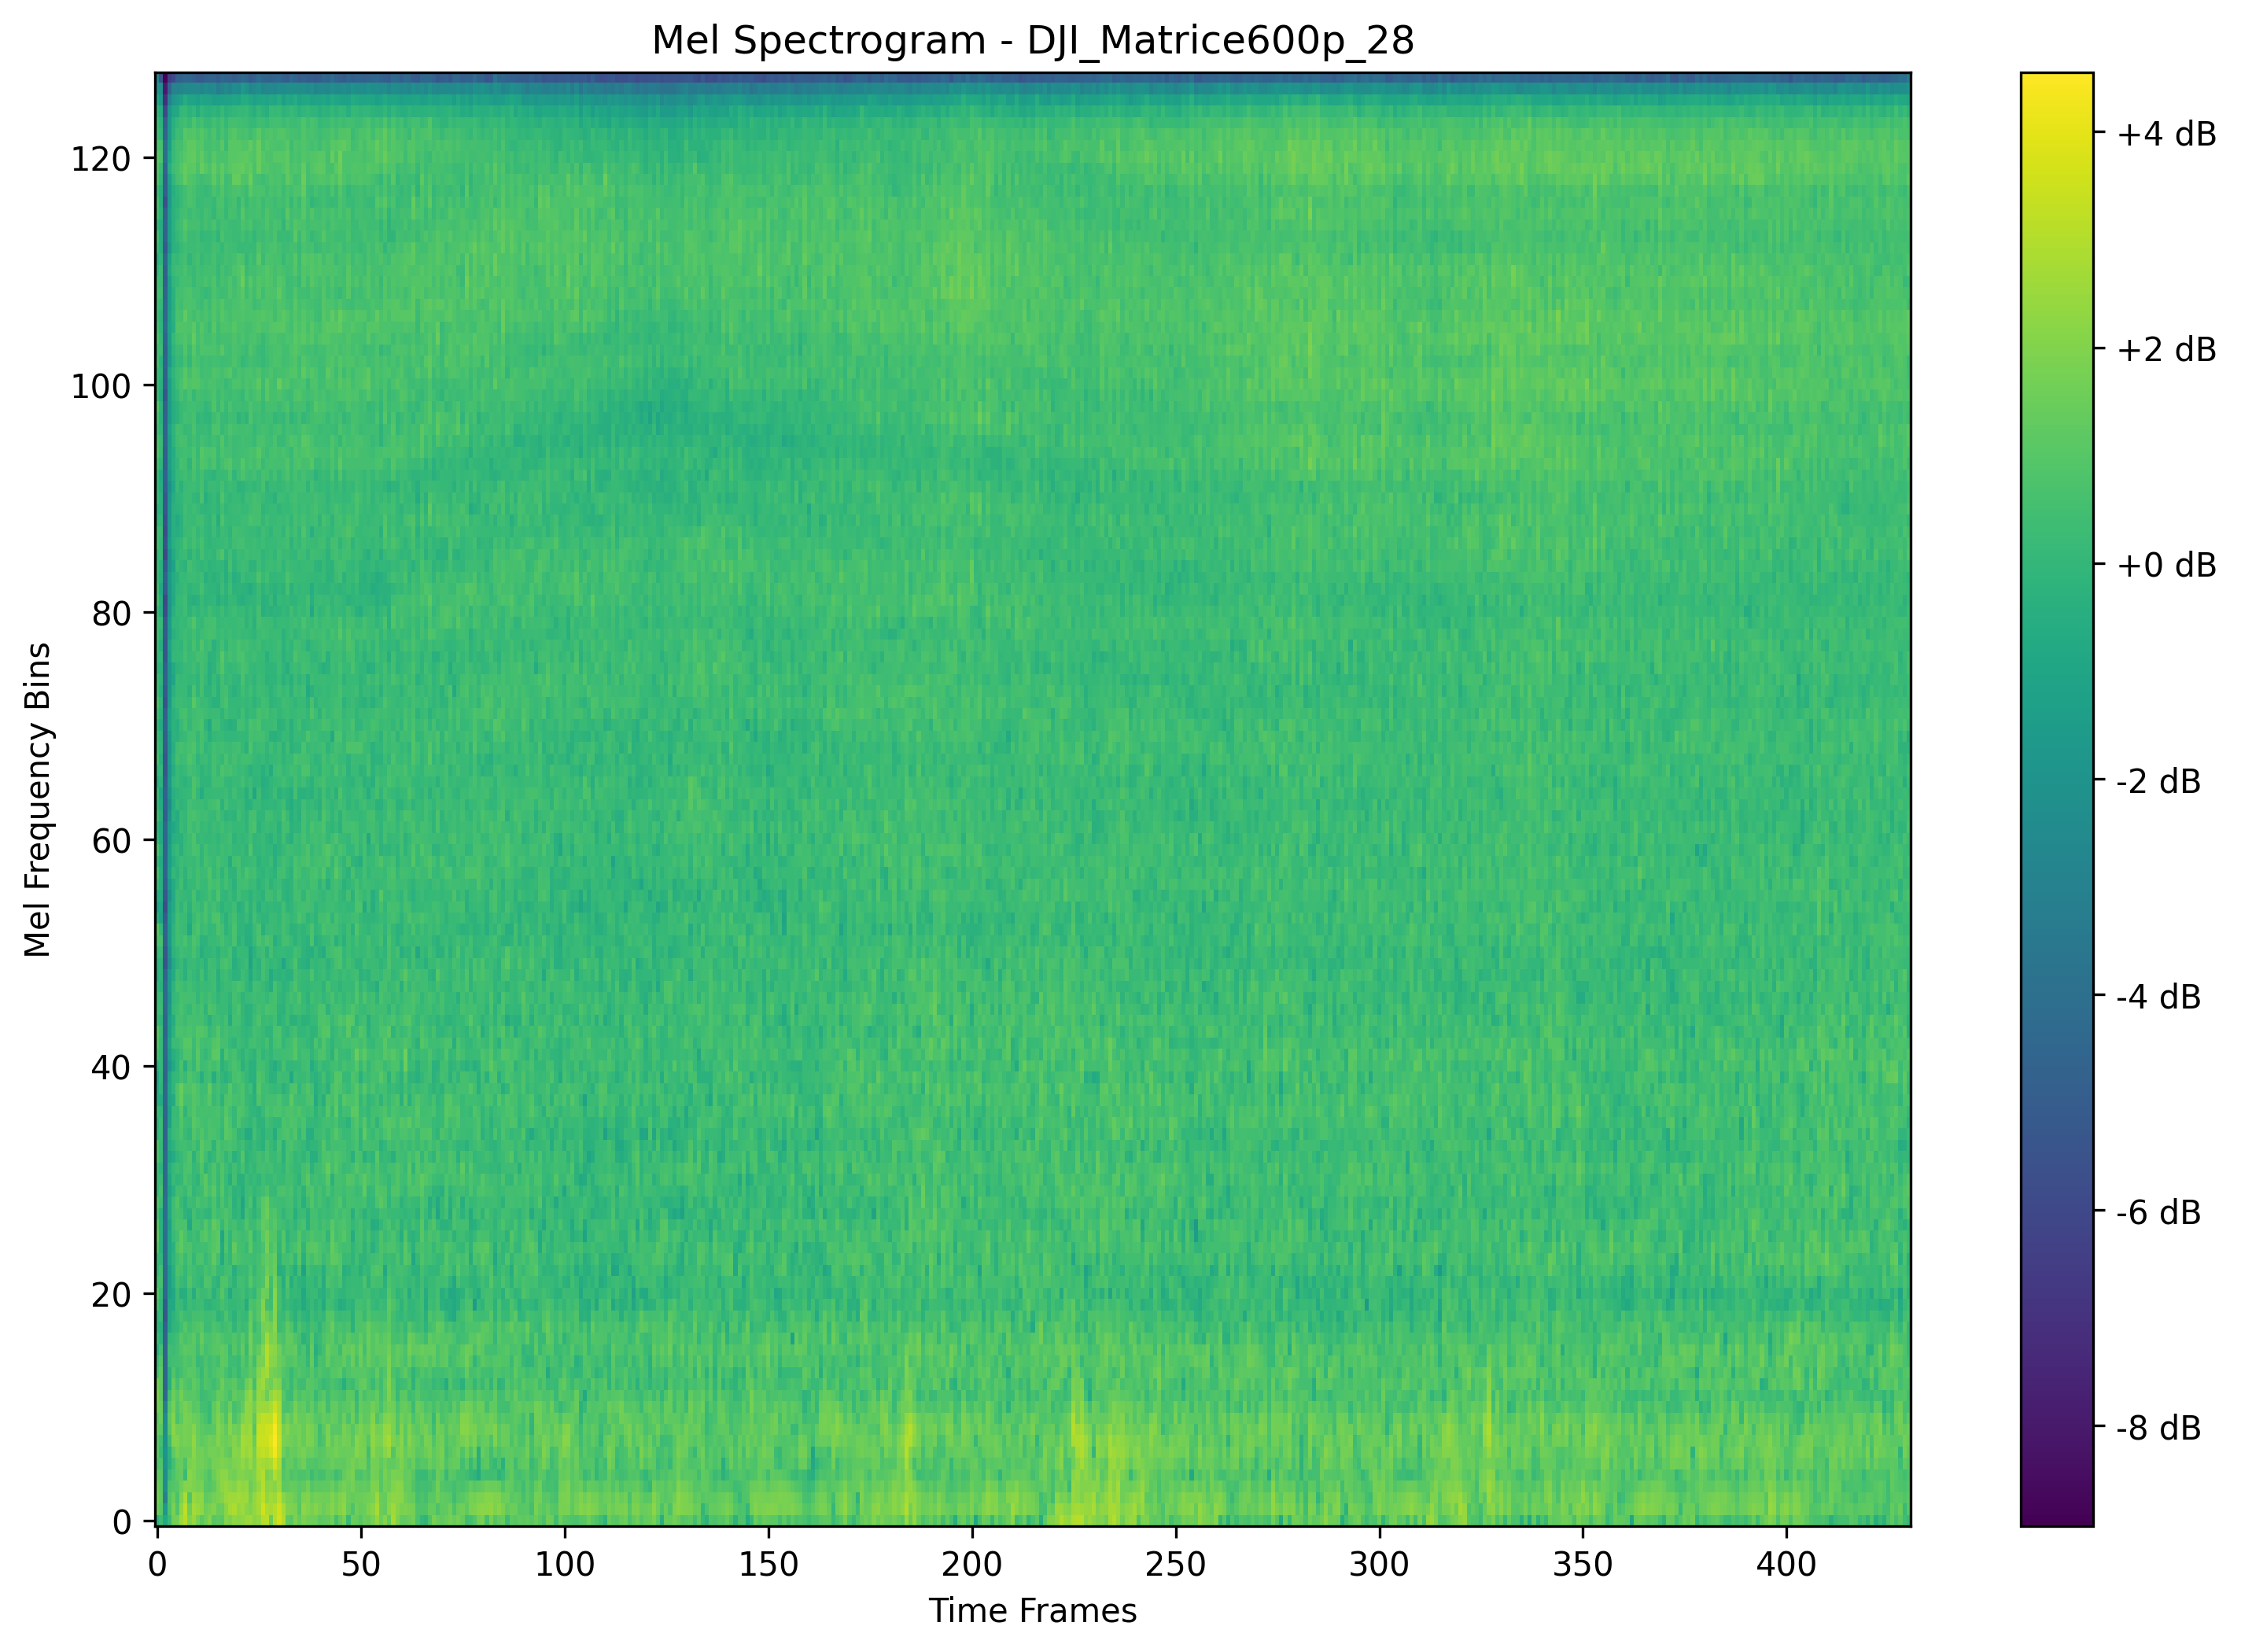 Mel Spectrogram - DJI_Matrice600p_28
Mel Frequency Bins
120
100
80
60
40
20
0
0 50 100 150 200 250 300 350 400
Time Frames
+4 dB
+2 dB
+0 dB
-2 dB
-4 dB
-6 dB
-8 dB